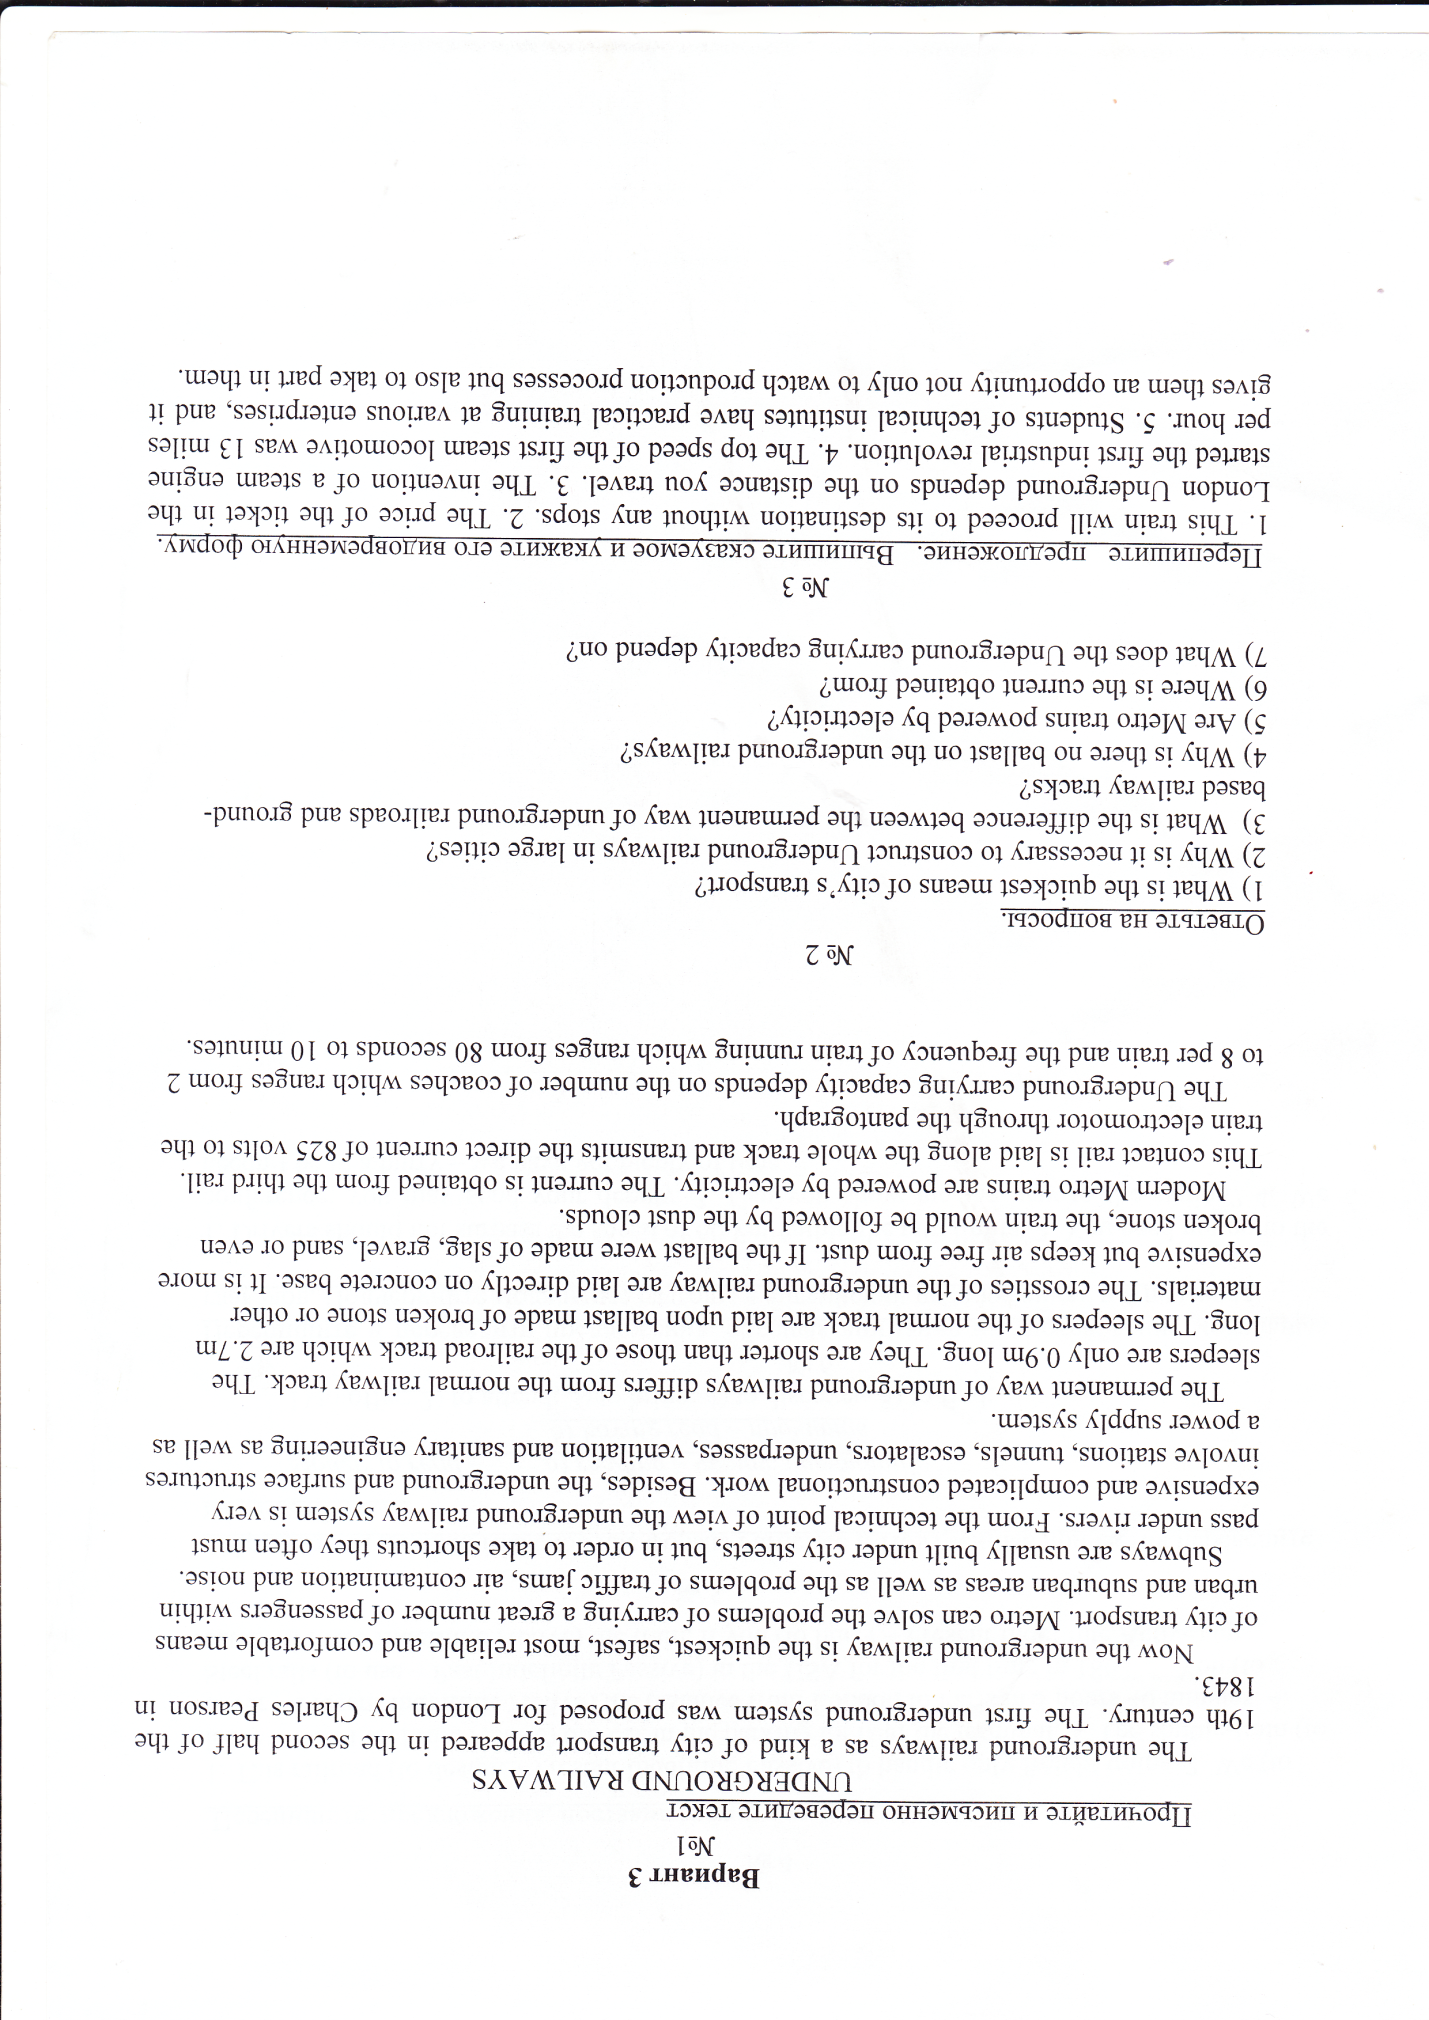 Вариант 3
№1
Прочитайте и письменно переведите текст
UNDERGROUND RAILWAYS
The underground railways as a kind of city transport appeared in the second half of the
19th century. The first underground system was proposed for London by Charles Pearson in
1843.
Now the underground railway is the quickest, safest, most reliable and comfortable means
of city transport. Metro can solve the problems of carrying a great number of passengers within
urban and suburban areas as well as the problems of traffic jams, air contamination and noise.
Subways are usually built under city streets, but in order to take shortcuts they often must
pass under rivers. From the technical point of view the underground railway system is very
expensive and complicated constructional work. Besides, the underground and surface structures
involve stations, tunnels, escalators, underpasses, ventilation and sanitary engineering as well as
a power supply system.
The permanent way of underground railways differs from the normal railway track. The
sleepers are only 0.9m long. They are shorter than those of the railroad track which are 2.7m
long. The sleepers of the normal track are laid upon ballast made of broken stone or other
materials. The crossties of the underground railway are laid directly on concrete base. It is more
expensive but keeps air free from dust. If the ballast were made of slag, gravel, sand or even
broken stone, the train would be followed by the dust clouds.
Modern Metro trains are powered by electricity. The current is obtained from the third rail.
This contact rail is laid along the whole track and transmits the direct current of 825 volts to the
train electromotor through the pantograph.
The Underground carrying capacity depends on the number of coaches which ranges from 2
to 8 per train and the frequency of train running which ranges from 80 seconds to 10 minutes.
№ 2
Ответьте на вопросы.
1) What is the quickest means of city's transport?
2) Why is it necessary to construct Underground railways in large cities?
3) What is the difference between the permanent way of underground railroads and ground-
based railway tracks?
4) Why is there no ballast on the underground railways?
5) Are Metro trains powered by electricity?
6) Where is the current obtained from?
7) What does the Underground carrying capacity depend on?
№ 3
Перепишите предложение. Выпишите сказуемое и укажите его видовременную форму.
1. This train will proceed to its destination without any stops. 2. The price of the ticket in the
London Underground depends on the distance you travel. 3. The invention of a steam engine
started the first industrial revolution. 4. The top speed of the first steam locomotive was 13 miles
per hour. 5. Students of technical institutes have practical training at various enterprises, and it
gives them an opportunity not only to watch production processes but also to take part in them.